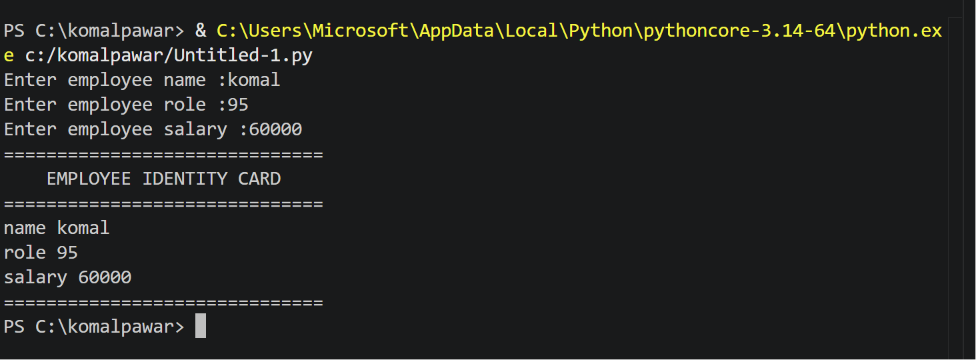 PS C:\komalpawar> & C:\Users\Microsoft\AppData\Local\Python\pythoncore-3.14-64\python.ex
e c:/komalpawar/Untitled-1.py
Enter employee name :komal
Enter employee role :95
Enter employee salary :60000
==============================
    EMPLOYEE IDENTITY CARD
==============================
name komal
role 95
salary 60000
==============================
PS C:\komalpawar>